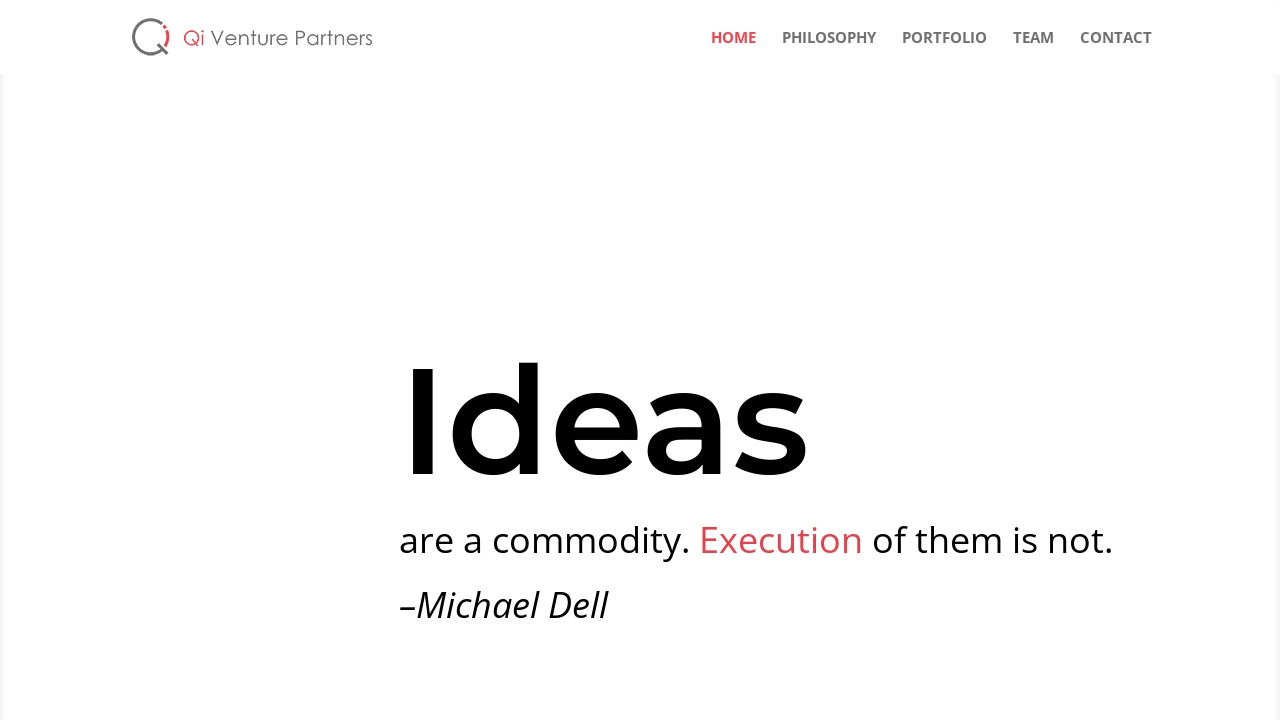 Qi Venture Partners
HOME PHILOSOPHY PORTFOLIO TEAM CONTACT
Ideas
are a commodity. Execution of them is not.
–Michael Dell